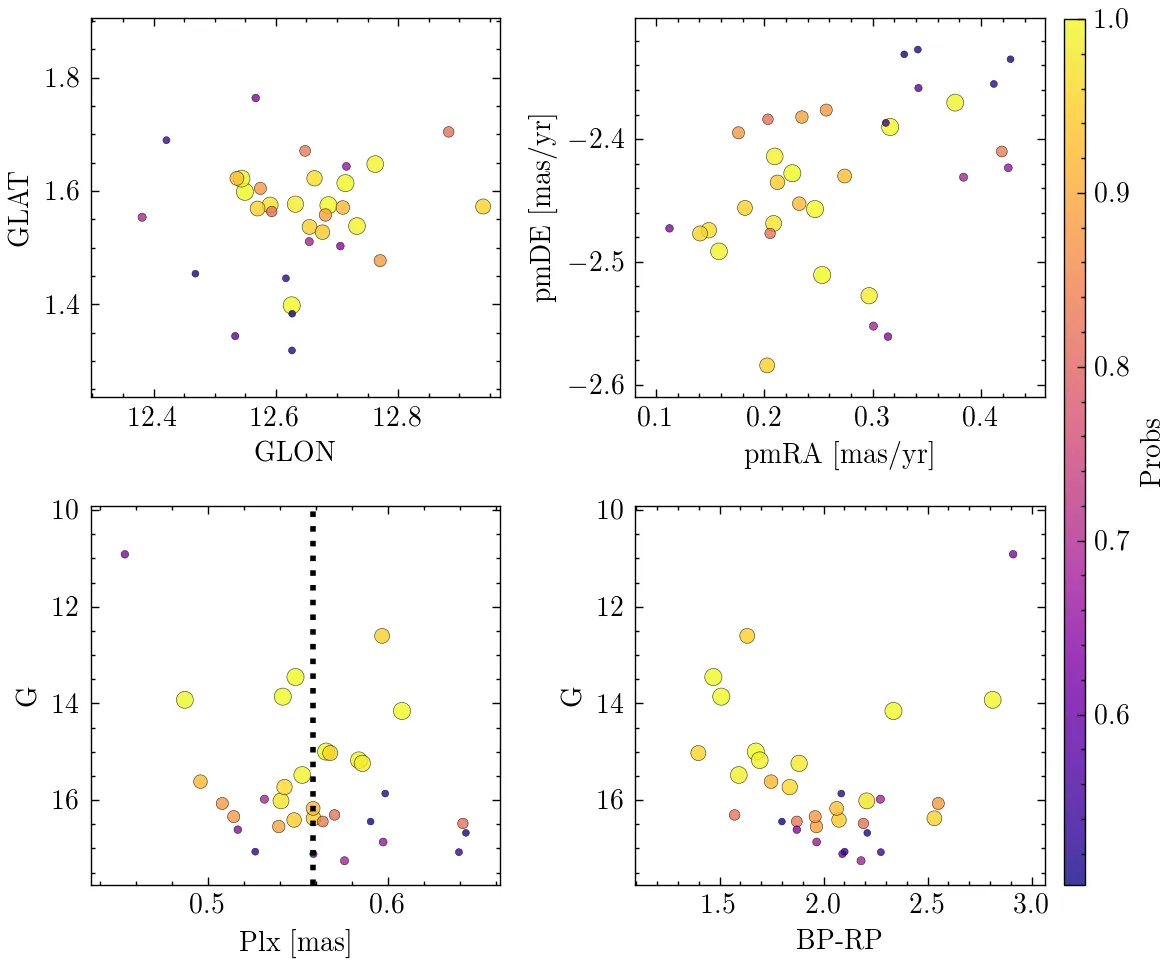 1.8
1.6
1.4
GLAT
12.4 12.6 12.8
GLON
−2.4
−2.5
−2.6
pmDE [mas/yr]
0.1 0.2 0.3 0.4
pmRA [mas/yr]
10
12
14
16
G
0.5 0.6
Plx [mas]
10
12
14
16
G
1.5 2.0 2.5 3.0
BP-RP
1.0
0.9
0.8
0.7
0.6
Probs